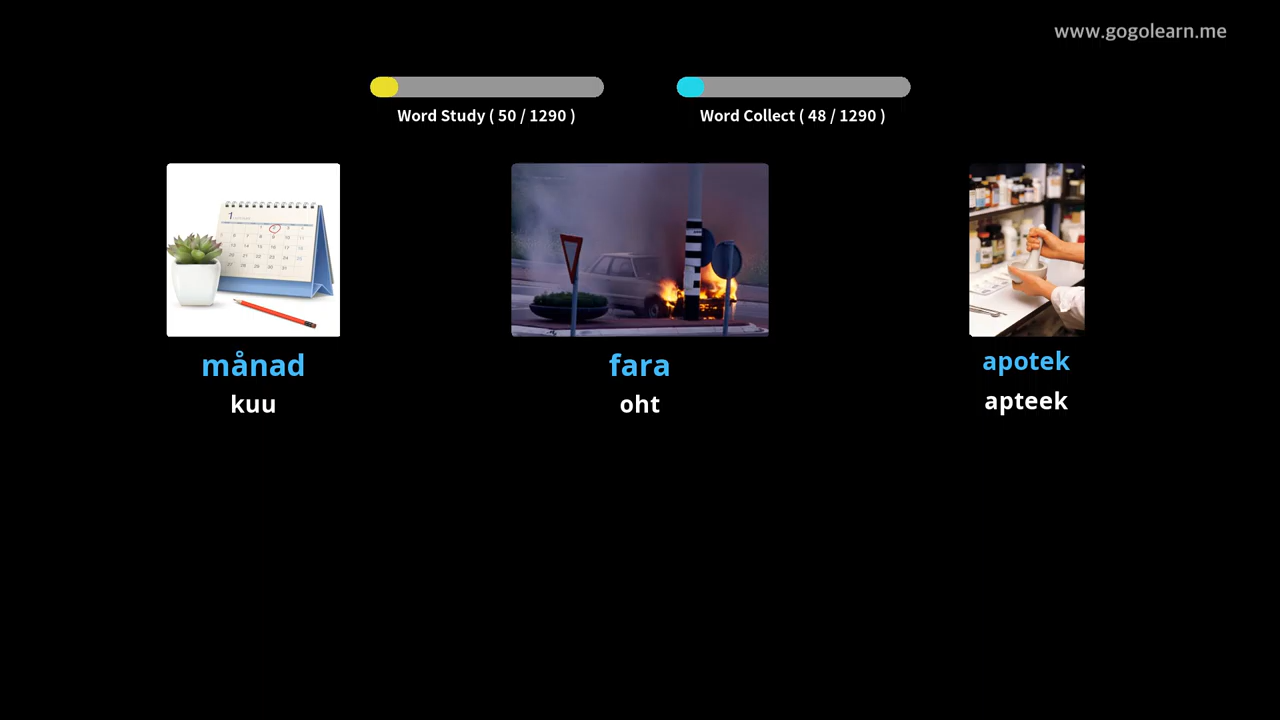 www.gogolearn.me
Word Study ( 50 / 1290 )
Word Collect ( 48 / 1290 )
månad
fara
apotek
kuu
oht
apteek